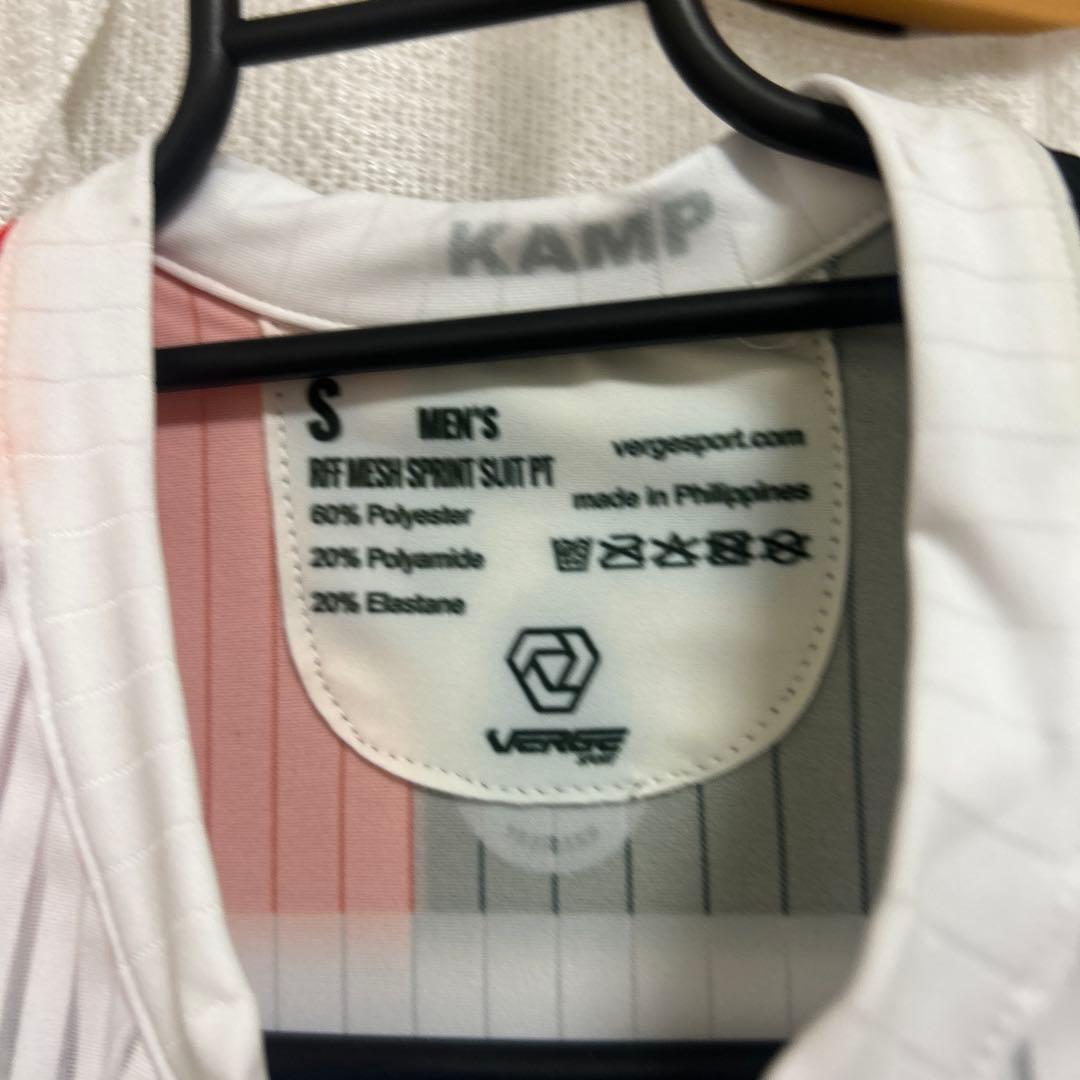 KAMP
S
MEN'S
RFF MESH SPRINT SUIT PT
60% Polyester
20% Polyamide
20% Elastane
vergesport.com
made in Philippines
VERGE
SPORT